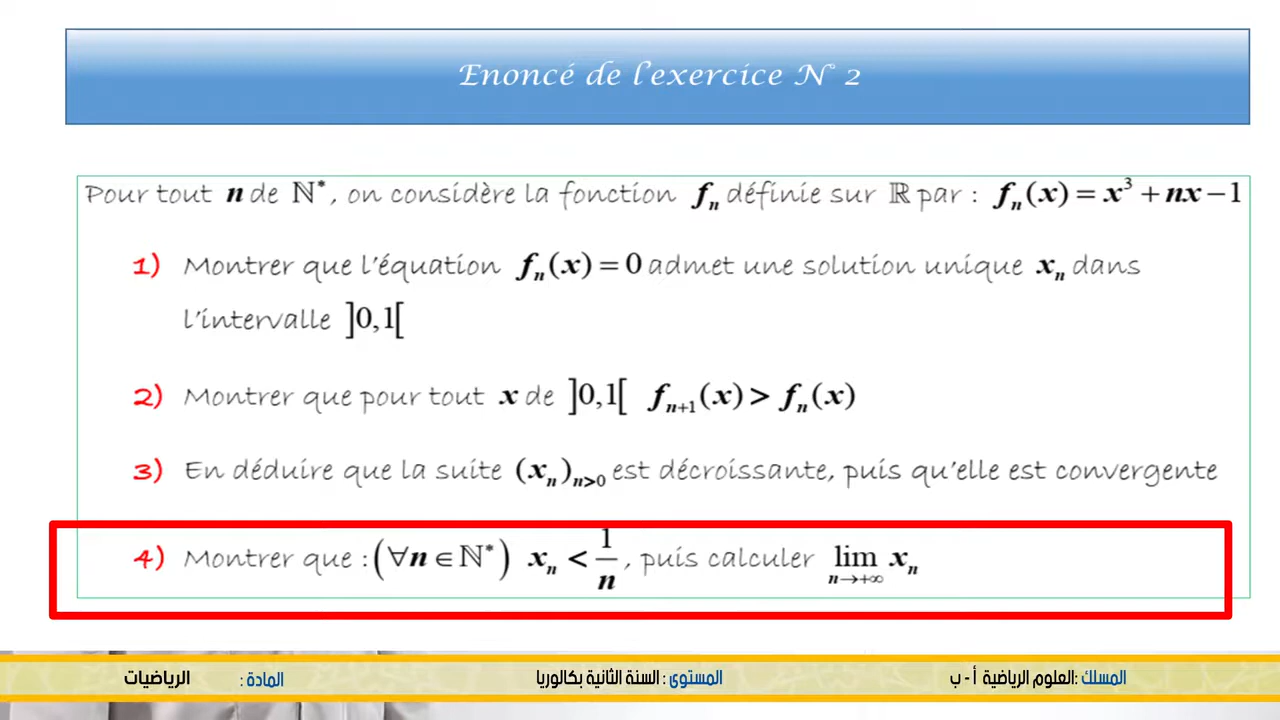 Enoncé de l'exercice N° 2
Pour tout n de ℕ*, on considère la fonction fₙ définie sur ℝ par : fₙ(x) = x³ + nx − 1
1) Montrer que l'équation fₙ(x) = 0 admet une solution unique xₙ dans
l'intervalle ]0,1[
2) Montrer que pour tout x de ]0,1[ fₙ₊₁(x) > fₙ(x)
3) En déduire que la suite (xₙ)ₙ>₀ est décroissante, puis qu'elle est convergente
4) Montrer que : (∀n ∈ ℕ*) xₙ < 1/n , puis calculer lim n→+∞ xₙ
المسلك :العلوم الرياضية أ - ب المستوى : السنة الثانية بكالوريا المادة : الرياضيات